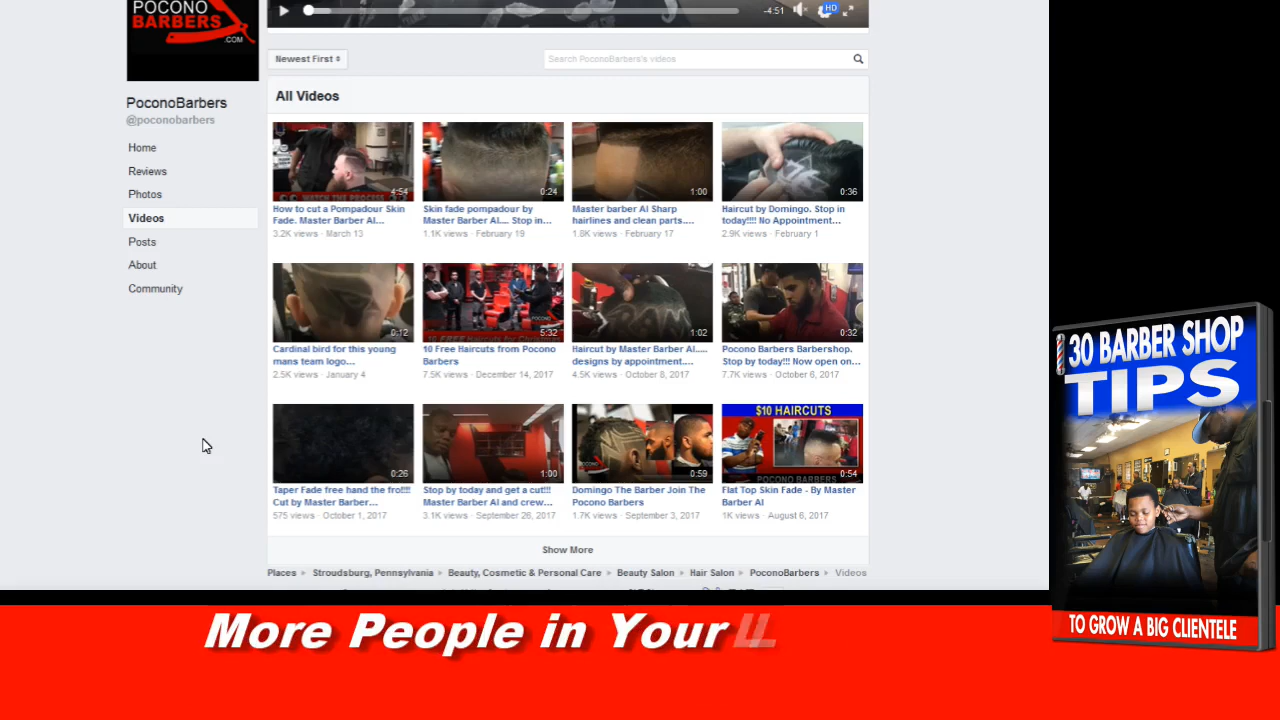 POCONO
BARBERS
.COM
-4:51
HD
Newest First
Search PoconoBarbers's videos
All Videos
PoconoBarbers
@poconobarbers
Home
Reviews
Photos
Videos
Posts
About
Community
4:54
0:24
1:00
0:36
How to cut a Pompadour Skin
Fade. Master Barber Al...
3.2K views · March 13
Skin fade pompadour by
Master Barber Al.... Stop in...
1.1K views · February 19
Master barber Al Sharp
hairlines and clean parts....
1.8K views · February 17
Haircut by Domingo. Stop in
today!!!! No Appointment...
2.9K views · February 1
0:12
5:32
1:02
0:32
Cardinal bird for this young
mans team logo...
2.5K views · January 4
10 Free Haircuts from Pocono
Barbers
7.5K views · December 14, 2017
Haircut by Master Barber Al.....
designs by appointment....
4.5K views · October 8, 2017
Pocono Barbers Barbershop.
Stop by today!!! Now open on...
7.7K views · October 6, 2017
$10 HAIRCUTS
POCONO BARBERS
0:26
1:00
0:59
0:54
Taper Fade free hand the fro!!!!
Cut by Master Barber...
575 views · October 1, 2017
Stop by today and get a cut!!!
Master Barber Al and crew...
3.1K views · September 26, 2017
Domingo The Barber Join The
Pocono Barbers
1.7K views · September 3, 2017
Flat Top Skin Fade - By Master
Barber Al
1K views · August 6, 2017
Show More
Places Stroudsburg, Pennsylvania Beauty, Cosmetic & Personal Care Beauty Salon Hair Salon PoconoBarbers Videos
30 BARBER SHOP
TIPS
TO GROW A BIG CLIENTELE
More People in Your